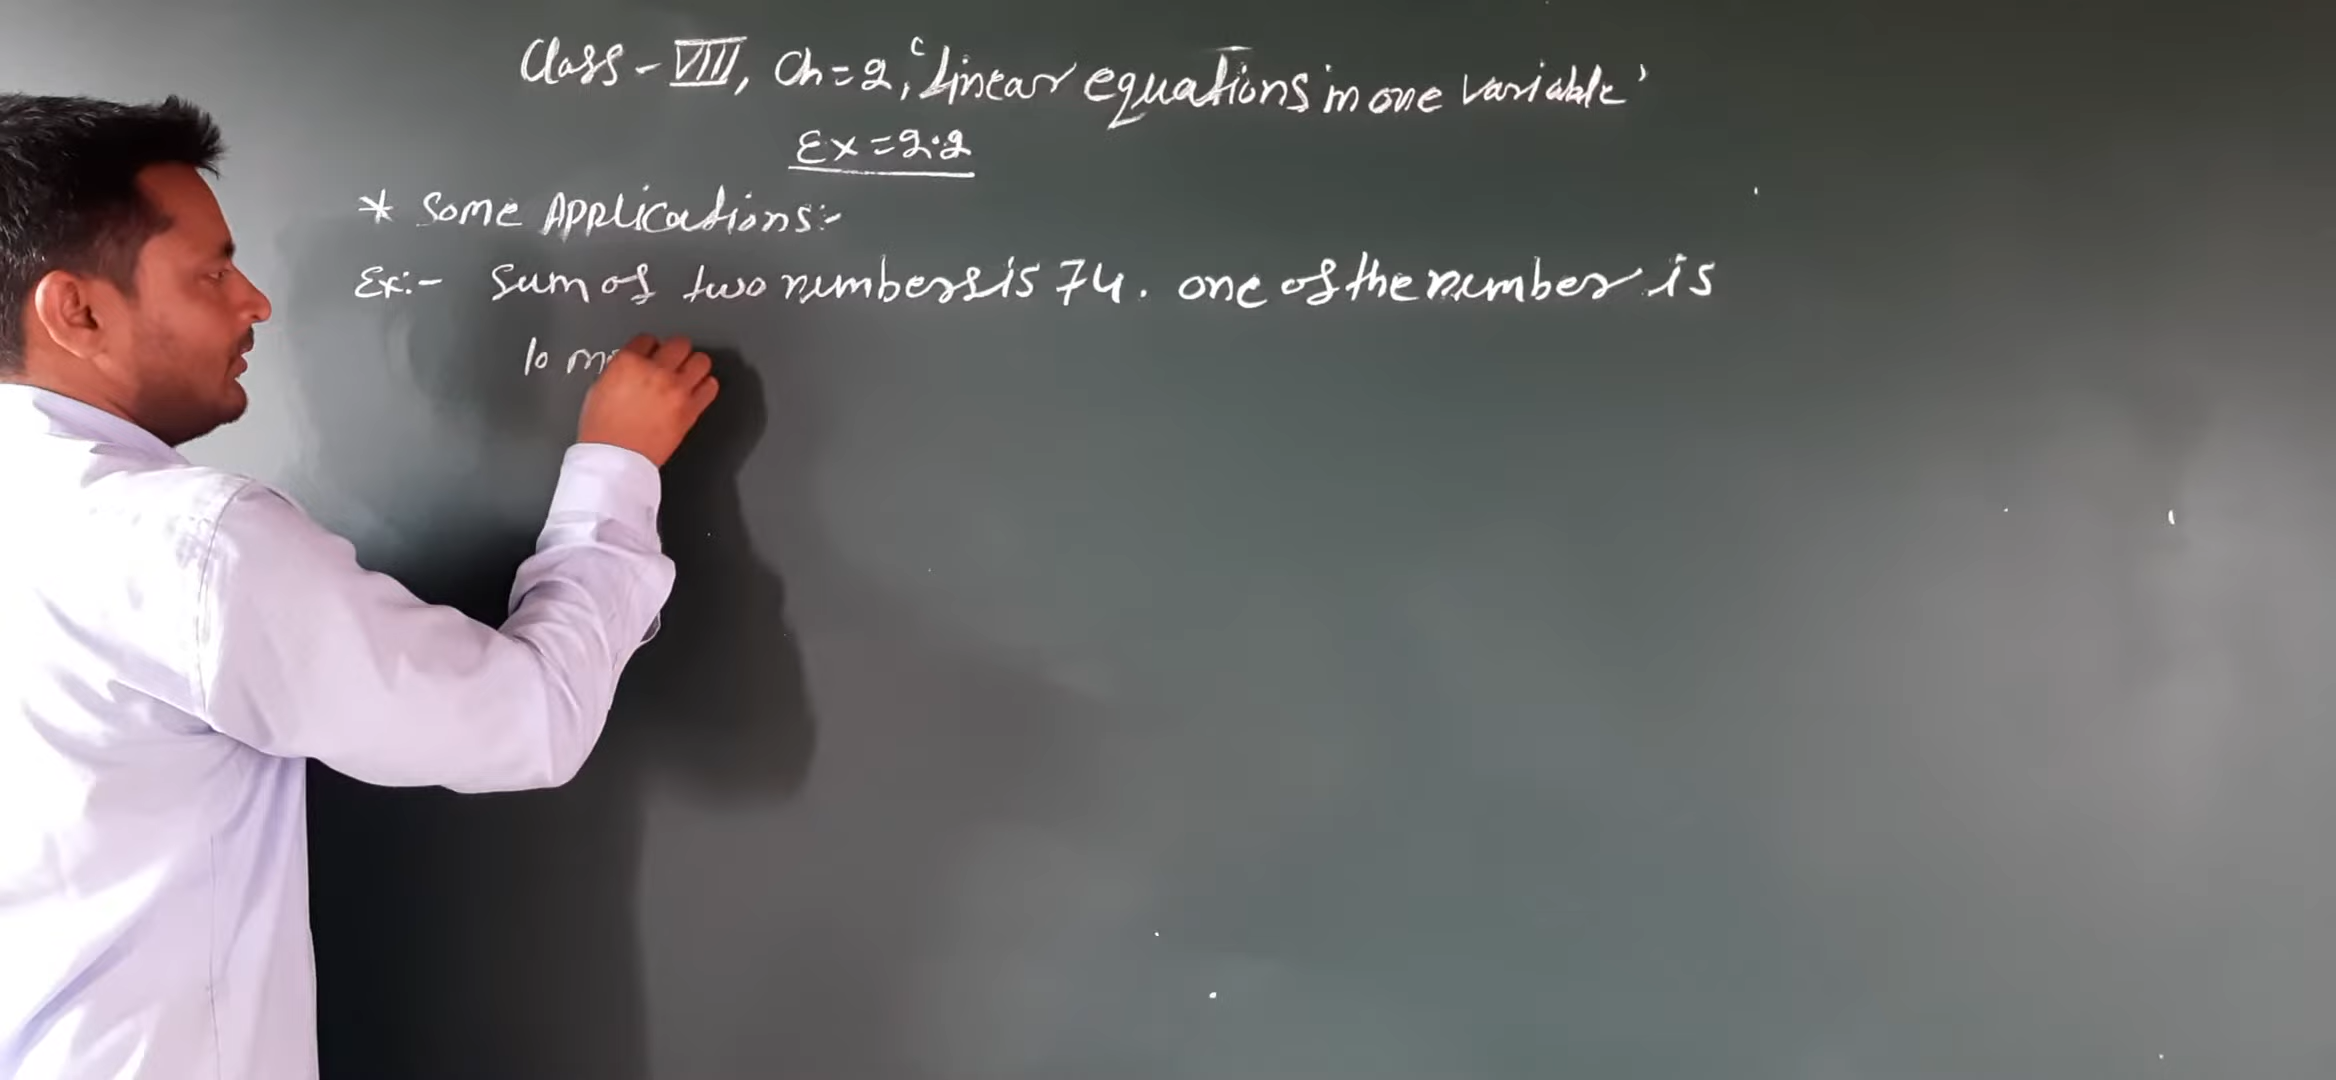 Class - VIII, Ch = 2, 'Linear equations in one variable'
Ex = 2.2
* Some Applications:-
Ex:- Sum of two numbers is 74. one of the number is
10